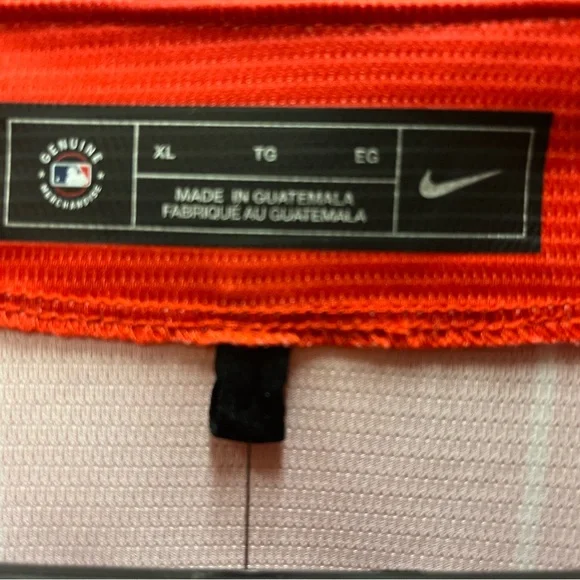 GENUINE
MERCHANDISE
XL TG EG
MADE IN GUATEMALA
FABRIQUÉ AU GUATEMALA